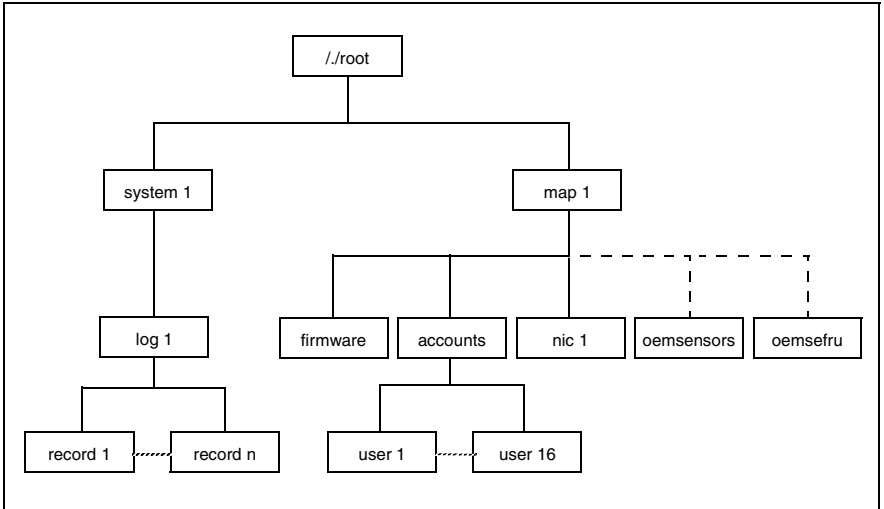 /./root
system 1 map 1
log 1 firmware accounts nic 1 oemsensors oemsefru
record 1 record n user 1 user 16